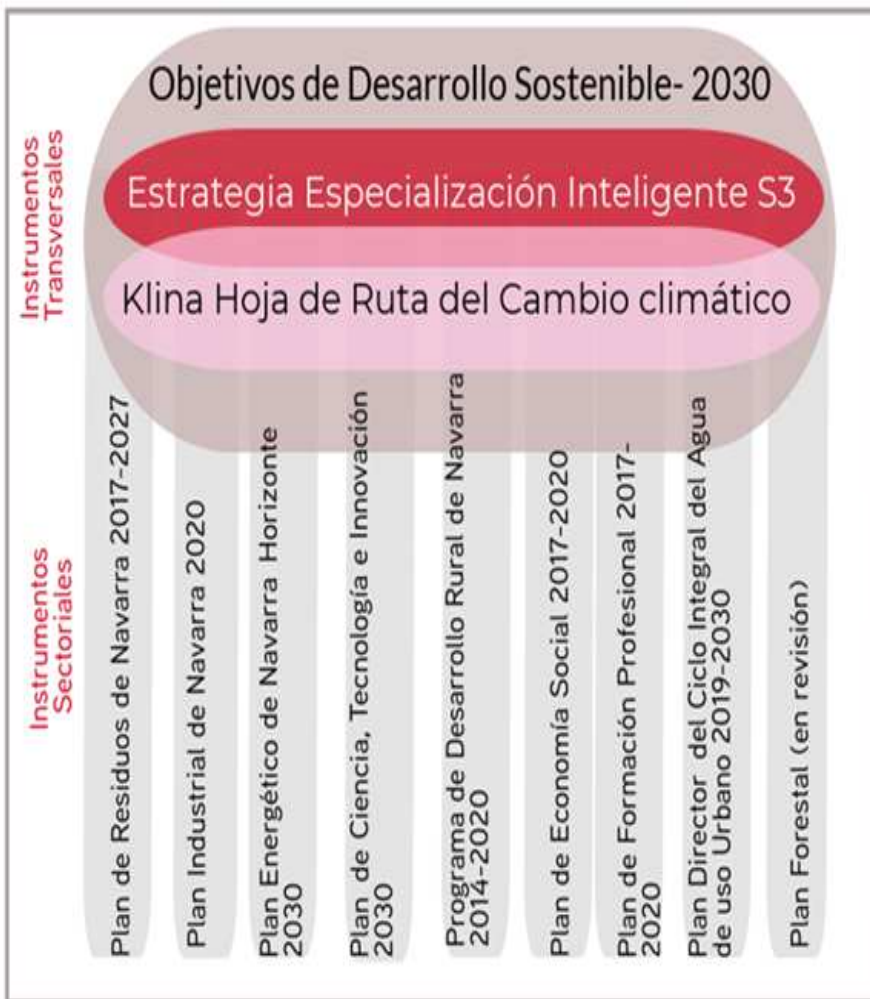 Objetivos de Desarrollo Sostenible- 2030
Instrumentos
Transversales
Estrategia Especialización Inteligente S3
Klina Hoja de Ruta del Cambio climático
Instrumentos
Sectoriales
Plan de Residuos de Navarra 2017-2027
Plan Industrial de Navarra 2020
Plan Energético de Navarra Horizonte
2030
Plan de Ciencia, Tecnología e Innovación
2030
Programa de Desarrollo Rural de Navarra
2014-2020
Plan de Economía Social 2017-2020
Plan de Formación Profesional 2017-
2020
Plan Director del Ciclo Integral del Agua
de uso Urbano 2019-2030
Plan Forestal (en revisión)